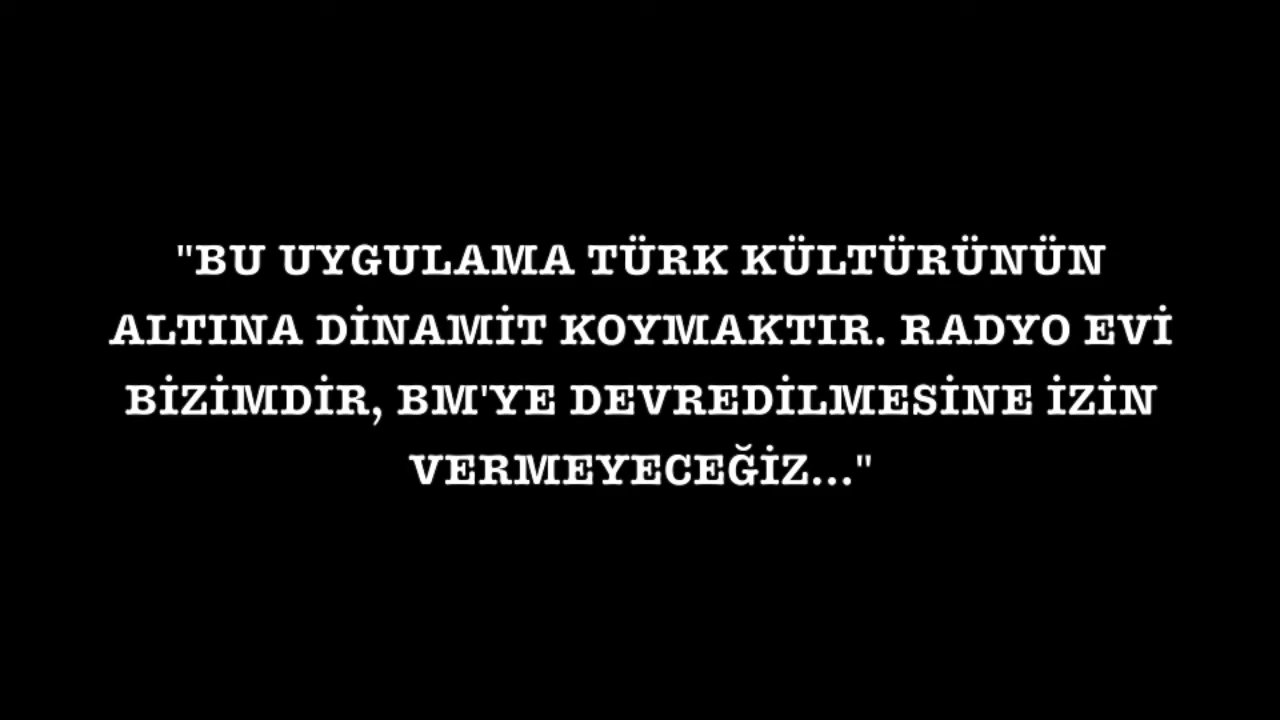 "BU UYGULAMA TÜRK KÜLTÜRÜNÜN
ALTINA DİNAMİT KOYMAKTIR. RADYO EVİ
BİZİMDİR, BM'YE DEVREDİLMESİNE İZİN
VERMEYECEĞİZ..."